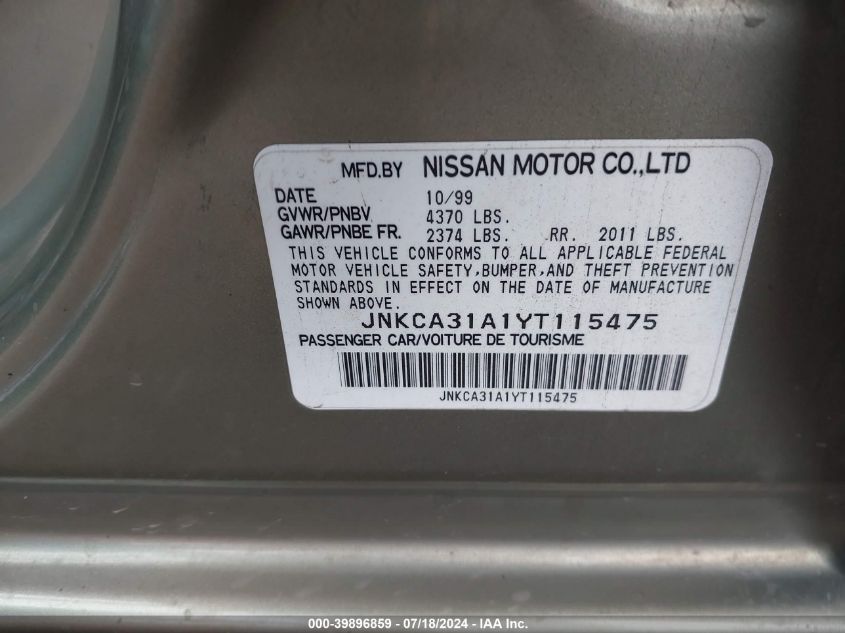 MFD.BY NISSAN MOTOR CO.,LTD
DATE 10/99
GVWR/PNBV 4370 LBS.
GAWR/PNBE FR. 2374 LBS. RR. 2011 LBS.
THIS VEHICLE CONFORMS TO ALL APPLICABLE FEDERAL
MOTOR VEHICLE SAFETY,BUMPER,AND THEFT PREVENTION
STANDARDS IN EFFECT ON THE DATE OF MANUFACTURE
SHOWN ABOVE.
JNKCA31A1YT115475
PASSENGER CAR/VOITURE DE TOURISME
JNKCA31A1YT115475
000-39896859 - 07/18/2024 - IAA Inc.